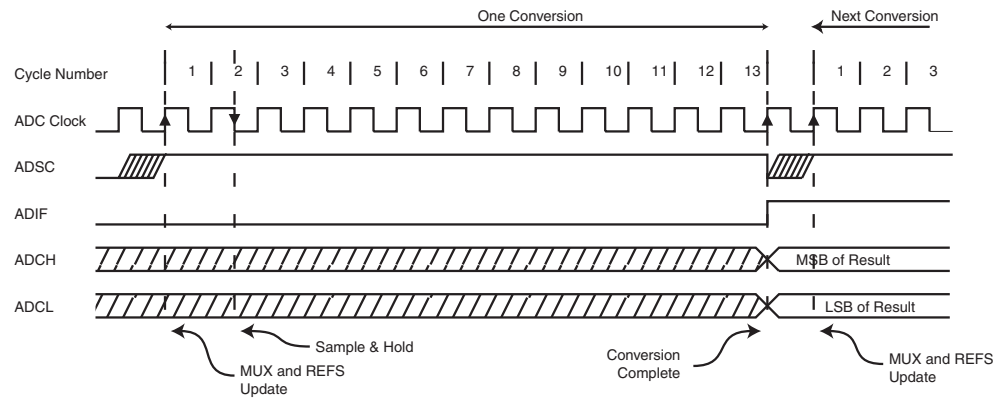 One Conversion
Next Conversion
Cycle Number
1 2 3 4 5 6 7 8 9 10 11 12 13 1 2 3
ADC Clock
ADSC
ADIF
ADCH
MSB of Result
ADCL
LSB of Result
Sample & Hold
MUX and REFS
Update
Conversion
Complete
MUX and REFS
Update